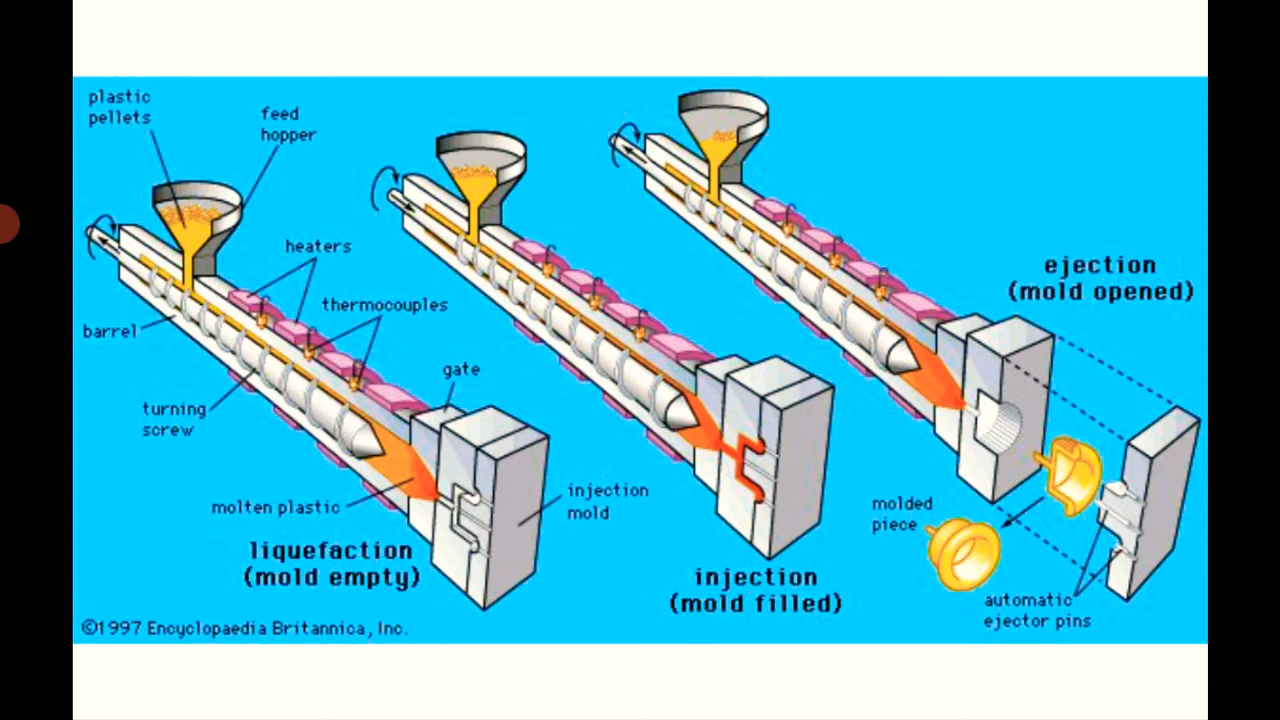 plastic
pellets
feed
hopper
heaters
thermocouples
barrel
gate
turning
screw
molten plastic
injection
mold
liquefaction
(mold empty)
injection
(mold filled)
ejection
(mold opened)
molded
piece
automatic
ejector pins
©1997 Encyclopaedia Britannica, Inc.